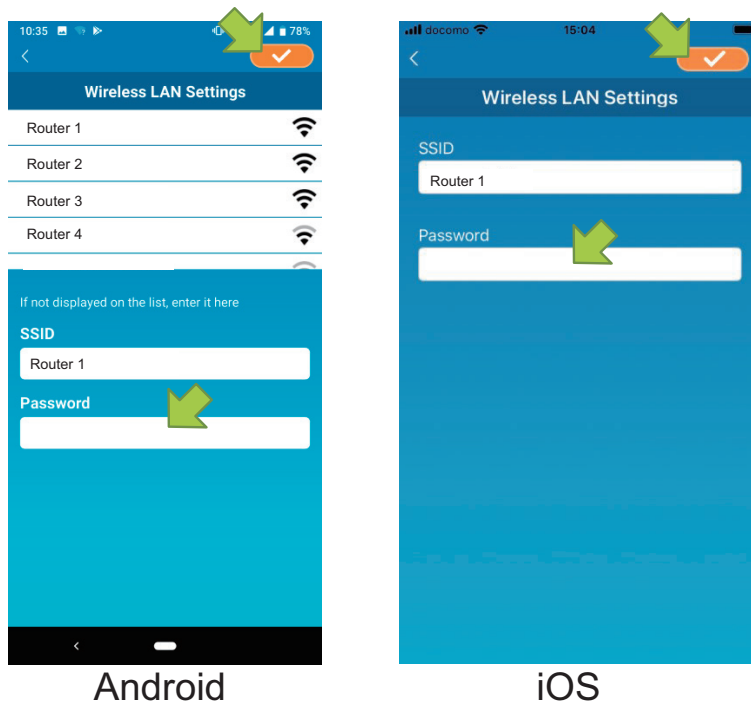 10:35
78%
Wireless LAN Settings
Router 1
Router 2
Router 3
Router 4
If not displayed on the list, enter it here
SSID
Router 1
Password
Android
docomo
15:04
Wireless LAN Settings
SSID
Router 1
Password
iOS